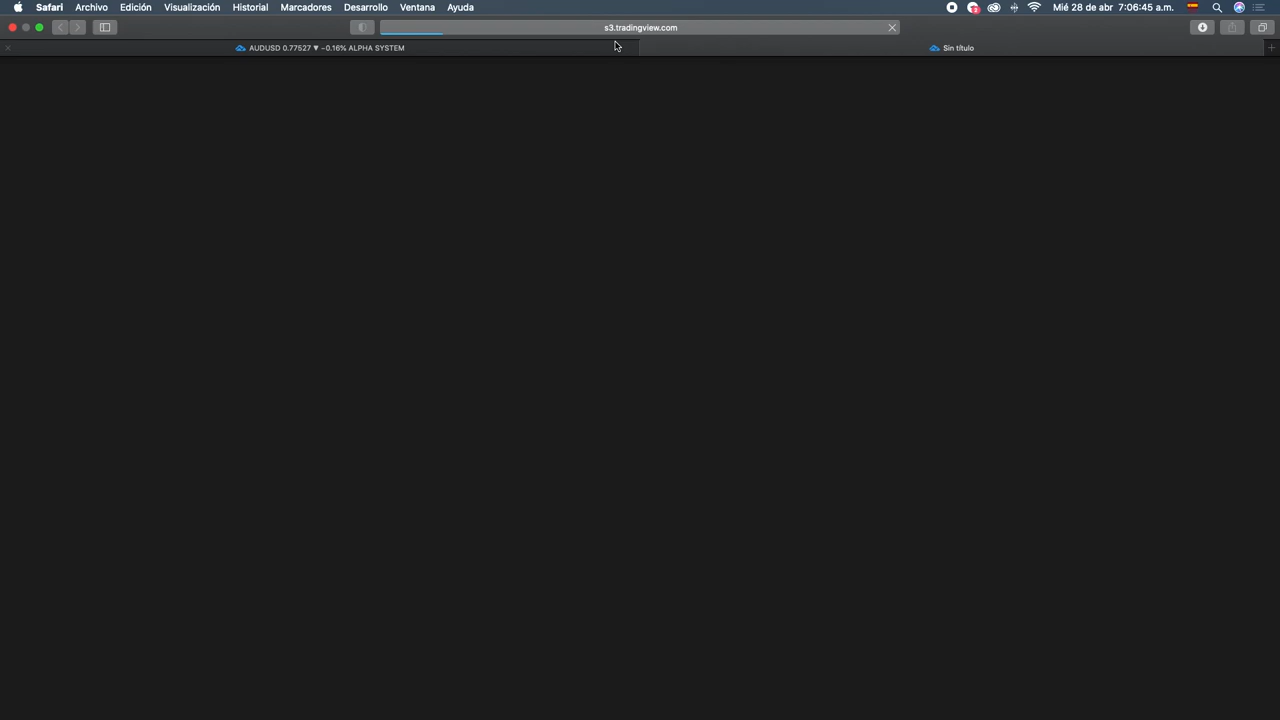 Safari Archivo Edición Visualización Historial Marcadores Desarrollo Ventana Ayuda Mié 28 de abr 7:06:45 a.m.
s3.tradingview.com
AUDUSD 0.77527 ▼ −0.16% ALPHA SYSTEM Sin título